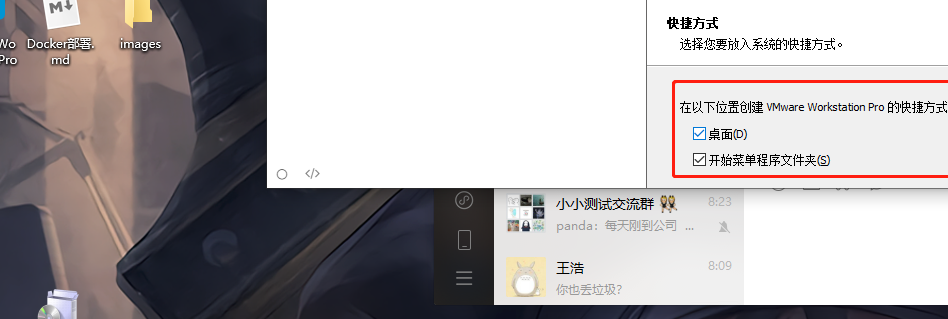 Wo
Pro
Docker部署.
md
images
快捷方式
选择您要放入系统的快捷方式。
在以下位置创建 VMware Workstation Pro 的快捷方式
桌面(D)
开始菜单程序文件夹(S)
小小测试交流群
8:23
panda：每天刚到公司 ...
王浩
8:09
你也丢垃圾?